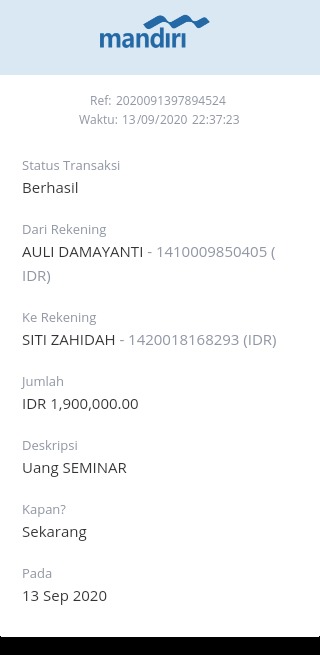 mandiri
Ref: 2020091397894524
Waktu: 13/09/2020 22:37:23
Status Transaksi
Berhasil
Dari Rekening
AULI DAMAYANTI - 1410009850405 (
IDR)
Ke Rekening
SITI ZAHIDAH - 1420018168293 (IDR)
Jumlah
IDR 1,900,000.00
Deskripsi
Uang SEMINAR
Kapan?
Sekarang
Pada
13 Sep 2020